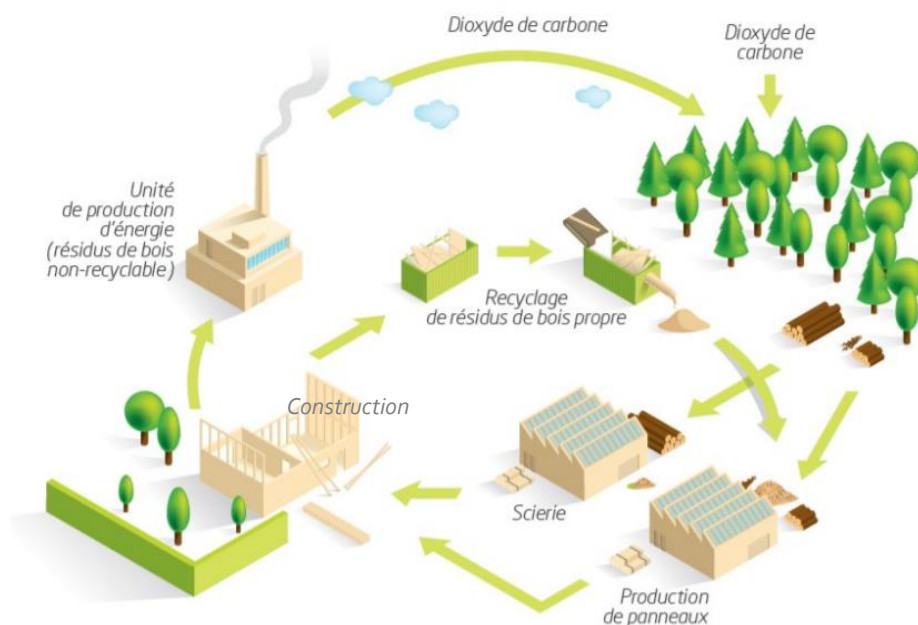 Dioxyde de carbone
Dioxyde de
carbone
Unité
de production
d'énergie
(résidus de bois
non-recyclable)
Recyclage
de résidus de bois propre
Construction
Scierie
Production
de panneaux